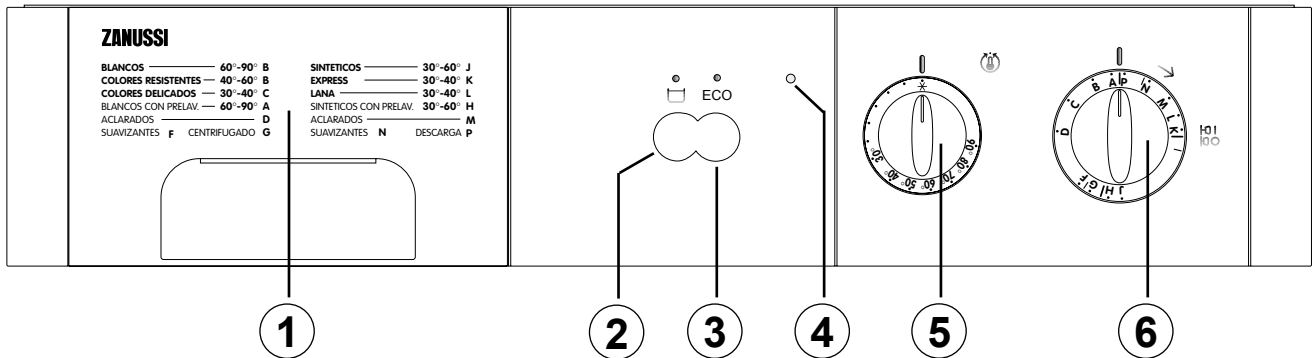 ZANUSSI
BLANCOS 60°-90° B
COLORES RESISTENTES 40°-60° B
COLORES DELICADOS 30°-40° C
BLANCOS CON PRELAV. 60°-90° A
ACLARADOS D
SUAVIZANTES F CENTRIFUGADO G
SINTETICOS 30°-60° J
EXPRESS 30°-40° K
LANA 30°-40° L
SINTETICOS CON PRELAV. 30°-60° H
ACLARADOS M
SUAVIZANTES N DESCARGA P
ECO
30° 40° 50° 60° 70° 80° 90°
A P N M L K J H G F D C B
1 2 3 4 5 6